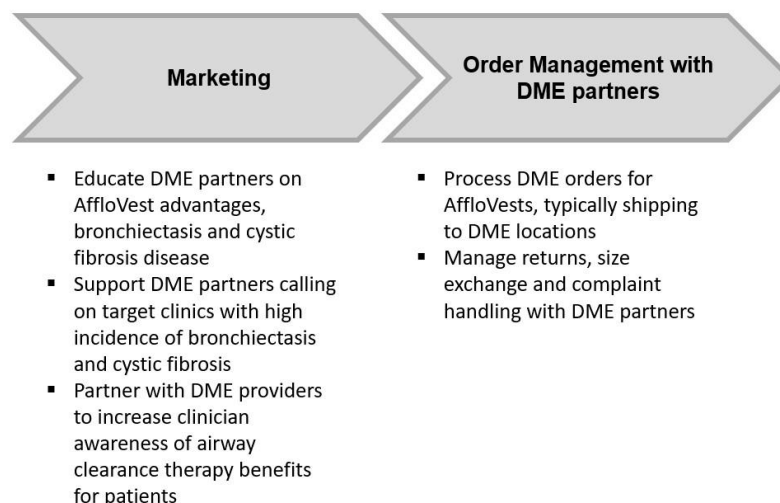 Marketing
Order Management with
DME partners
▪ Educate DME partners on
AffloVest advantages,
bronchiectasis and cystic
fibrosis disease
▪ Support DME partners calling
on target clinics with high
incidence of bronchiectasis
and cystic fibrosis
▪ Partner with DME providers
to increase clinician
awareness of airway
clearance therapy benefits
for patients
▪ Process DME orders for
AffloVests, typically shipping
to DME locations
▪ Manage returns, size
exchange and complaint
handling with DME partners